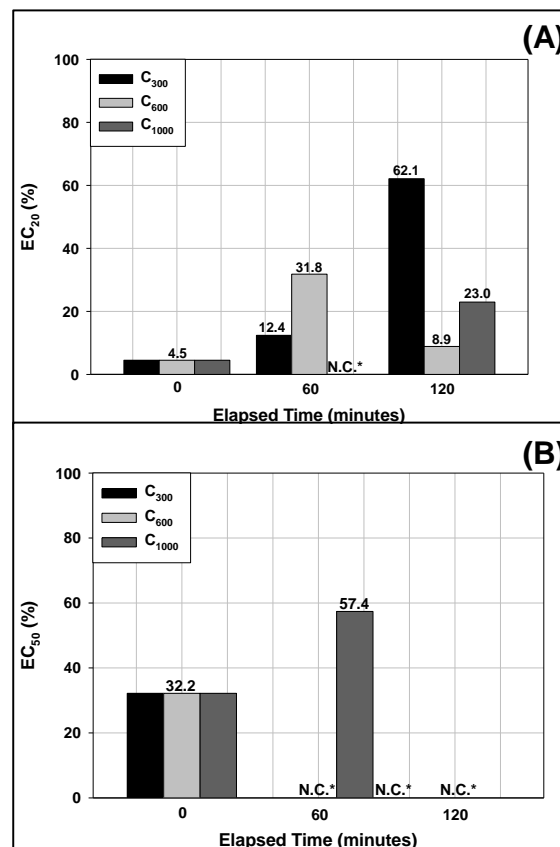 (A)
100
80
60
40
20
0
EC20 (%)
C300
C600
C1000
4.5
12.4
31.8
N.C.*
62.1
8.9
23.0
0 60 120
Elapsed Time (minutes)
(B)
100
80
60
40
20
0
EC50 (%)
C300
C600
C1000
32.2
57.4
N.C.* N.C.* N.C.*
0 60 120
Elapsed Time (minutes)